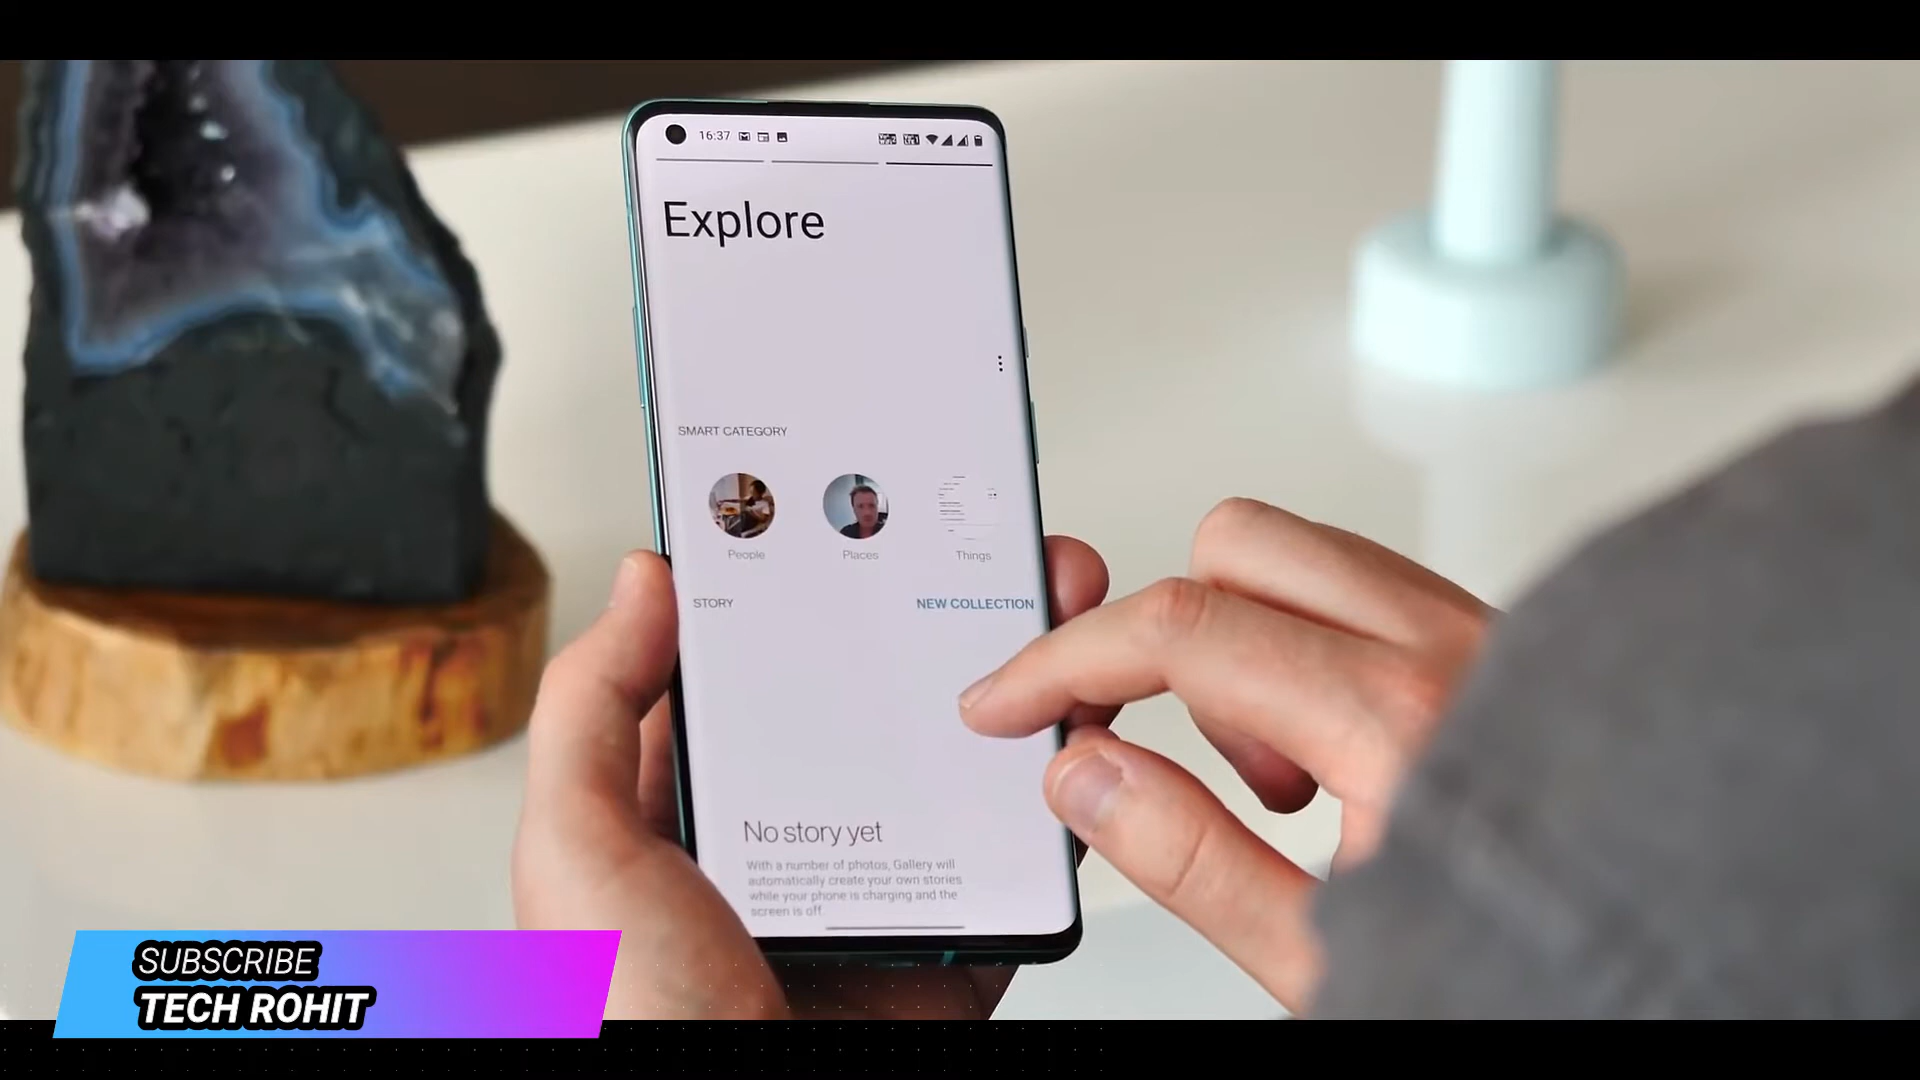 16:37
Explore
SMART CATEGORY
People
Places
Things
STORY
NEW COLLECTION
No story yet
With a number of photos, Gallery will
automatically create your own stories
while your phone is charging and the
screen is off.
SUBSCRIBE
TECH ROHIT